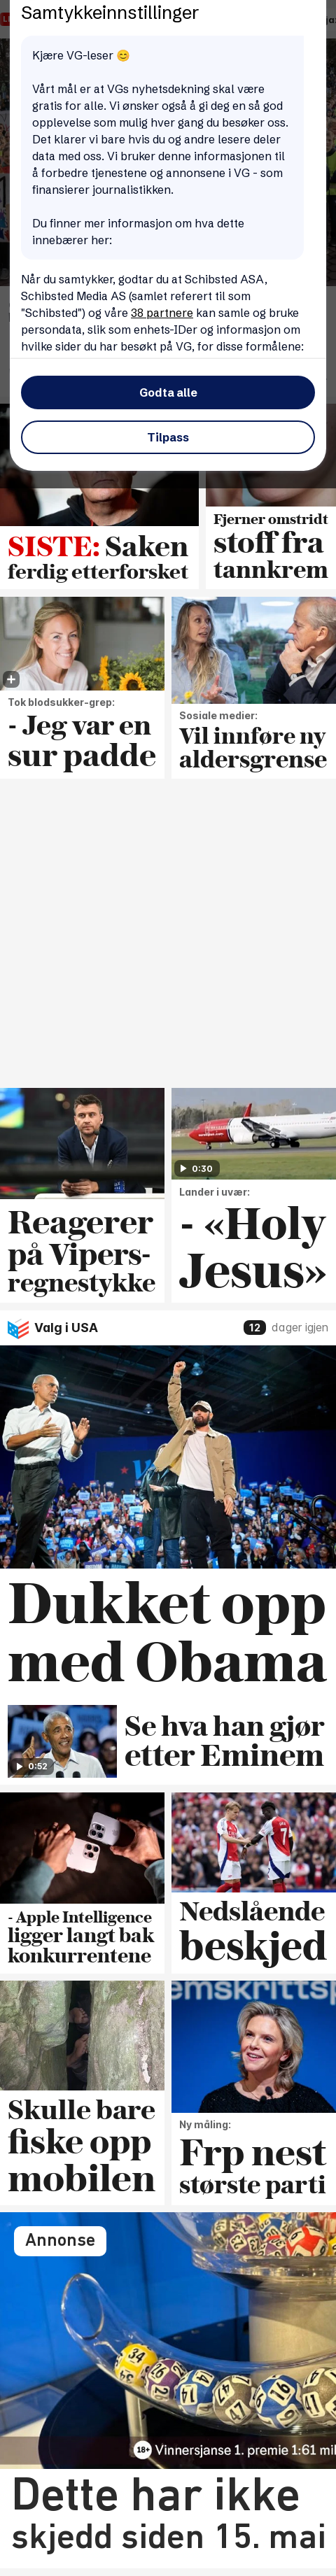 Samtykkeinnstillinger
Kjære VG-leser 😊
Vårt mål er at VGs nyhetsdekning skal være
gratis for alle. Vi ønsker også å gi deg en så god
opplevelse som mulig hver gang du besøker oss.
Det klarer vi bare hvis du og andre lesere deler
data med oss. Vi bruker denne informasjonen til
å forbedre tjenestene og annonsene i VG - som
finansierer journalistikken.
Du finner mer informasjon om hva dette
innebærer her:
Når du samtykker, godtar du at Schibsted ASA,
Schibsted Media AS (samlet referert til som
"Schibsted") og våre 38 partnere kan samle og bruke
persondata, slik som enhets-IDer og informasjon om
hvilke sider du har besøkt på VG, for disse formålene:
Godta alle
Tilpass
SISTE: Saken
ferdig etterforsket
Fjerner omstridt
stoff fra
tannkrem
Tok blodsukker-grep:
- Jeg var en
sur padde
Sosiale medier:
Vil innføre ny
aldersgrense
Reagerer
på Vipers-
regnestykke
0:30
Lander i uvær:
- «Holy
Jesus»
Valg i USA
12 dager igjen
Dukket opp
med Obama
0:52
Se hva han gjør
etter Eminem
- Apple Intelligence
ligger langt bak
konkurrentene
7
Nedslående
beskjed
Skulle bare
fiske opp
mobilen
emskrittsp
Ny måling:
Frp nest
største parti
Annonse
34
18+ Vinnersjanse 1. premie 1:61 mil
Dette har ikke
skjedd siden 15. mai